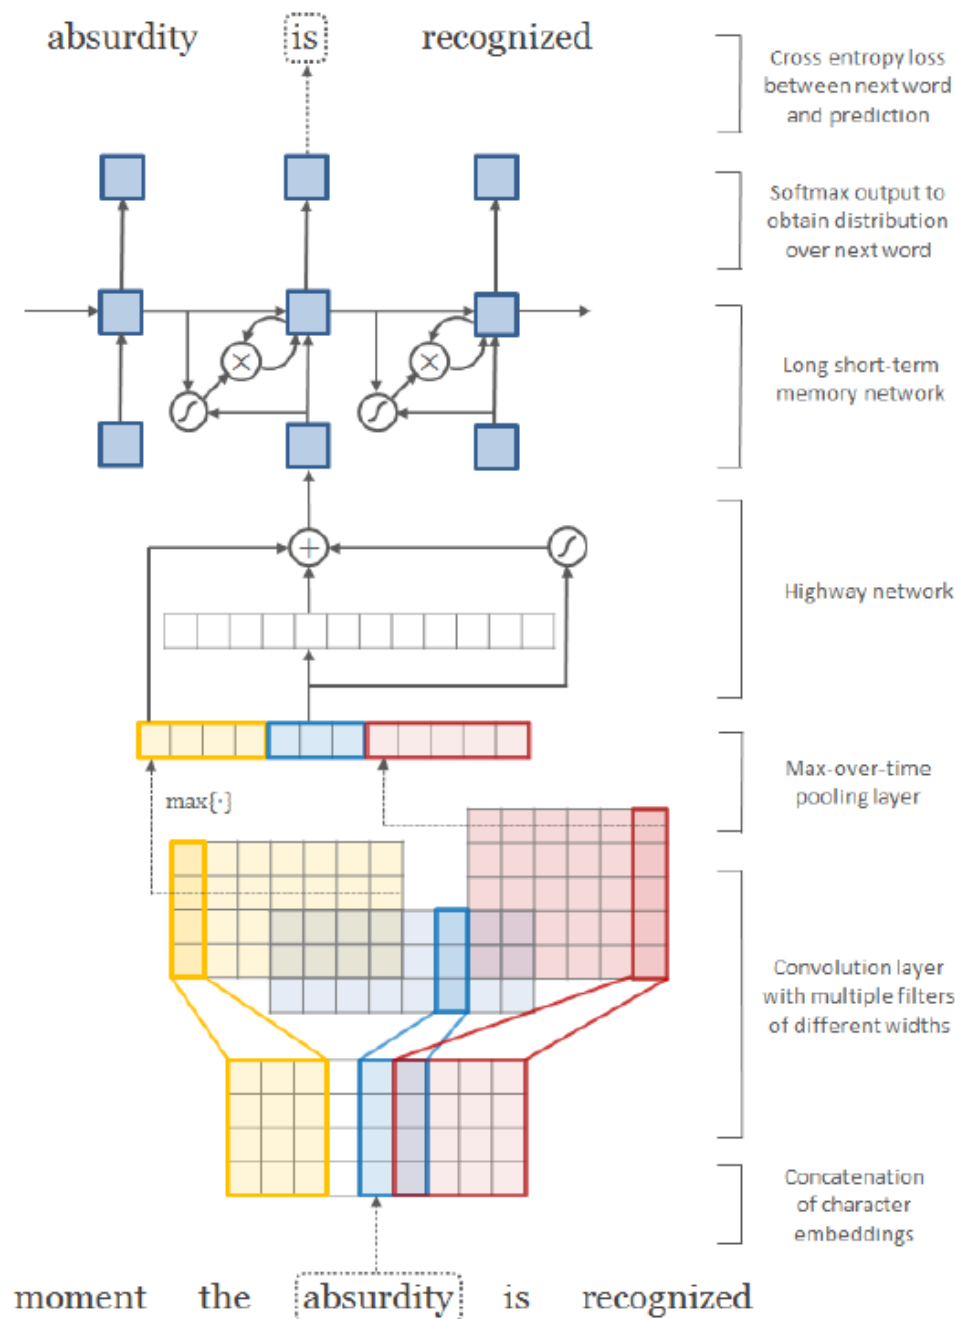 absurdity is recognized
Cross entropy loss
between next word
and prediction
Softmax output to
obtain distribution
over next word
Long short-term
memory network
Highway network
Max-over-time
pooling layer
max{·}
Convolution layer
with multiple filters
of different widths
Concatenation
of character
embeddings
moment the absurdity is recognized